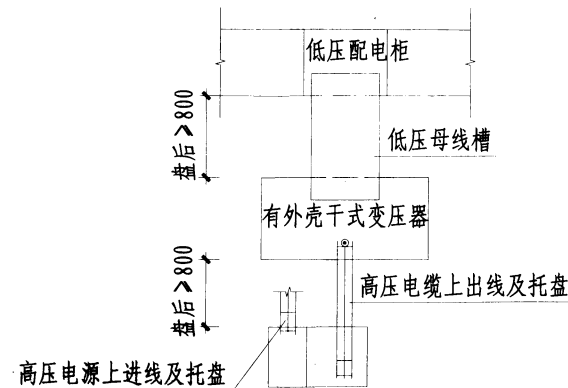 低压配电柜
盘后≥800
低压母线槽
有外壳干式变压器
盘后≥800
高压电缆上出线及托盘
高压电源上进线及托盘